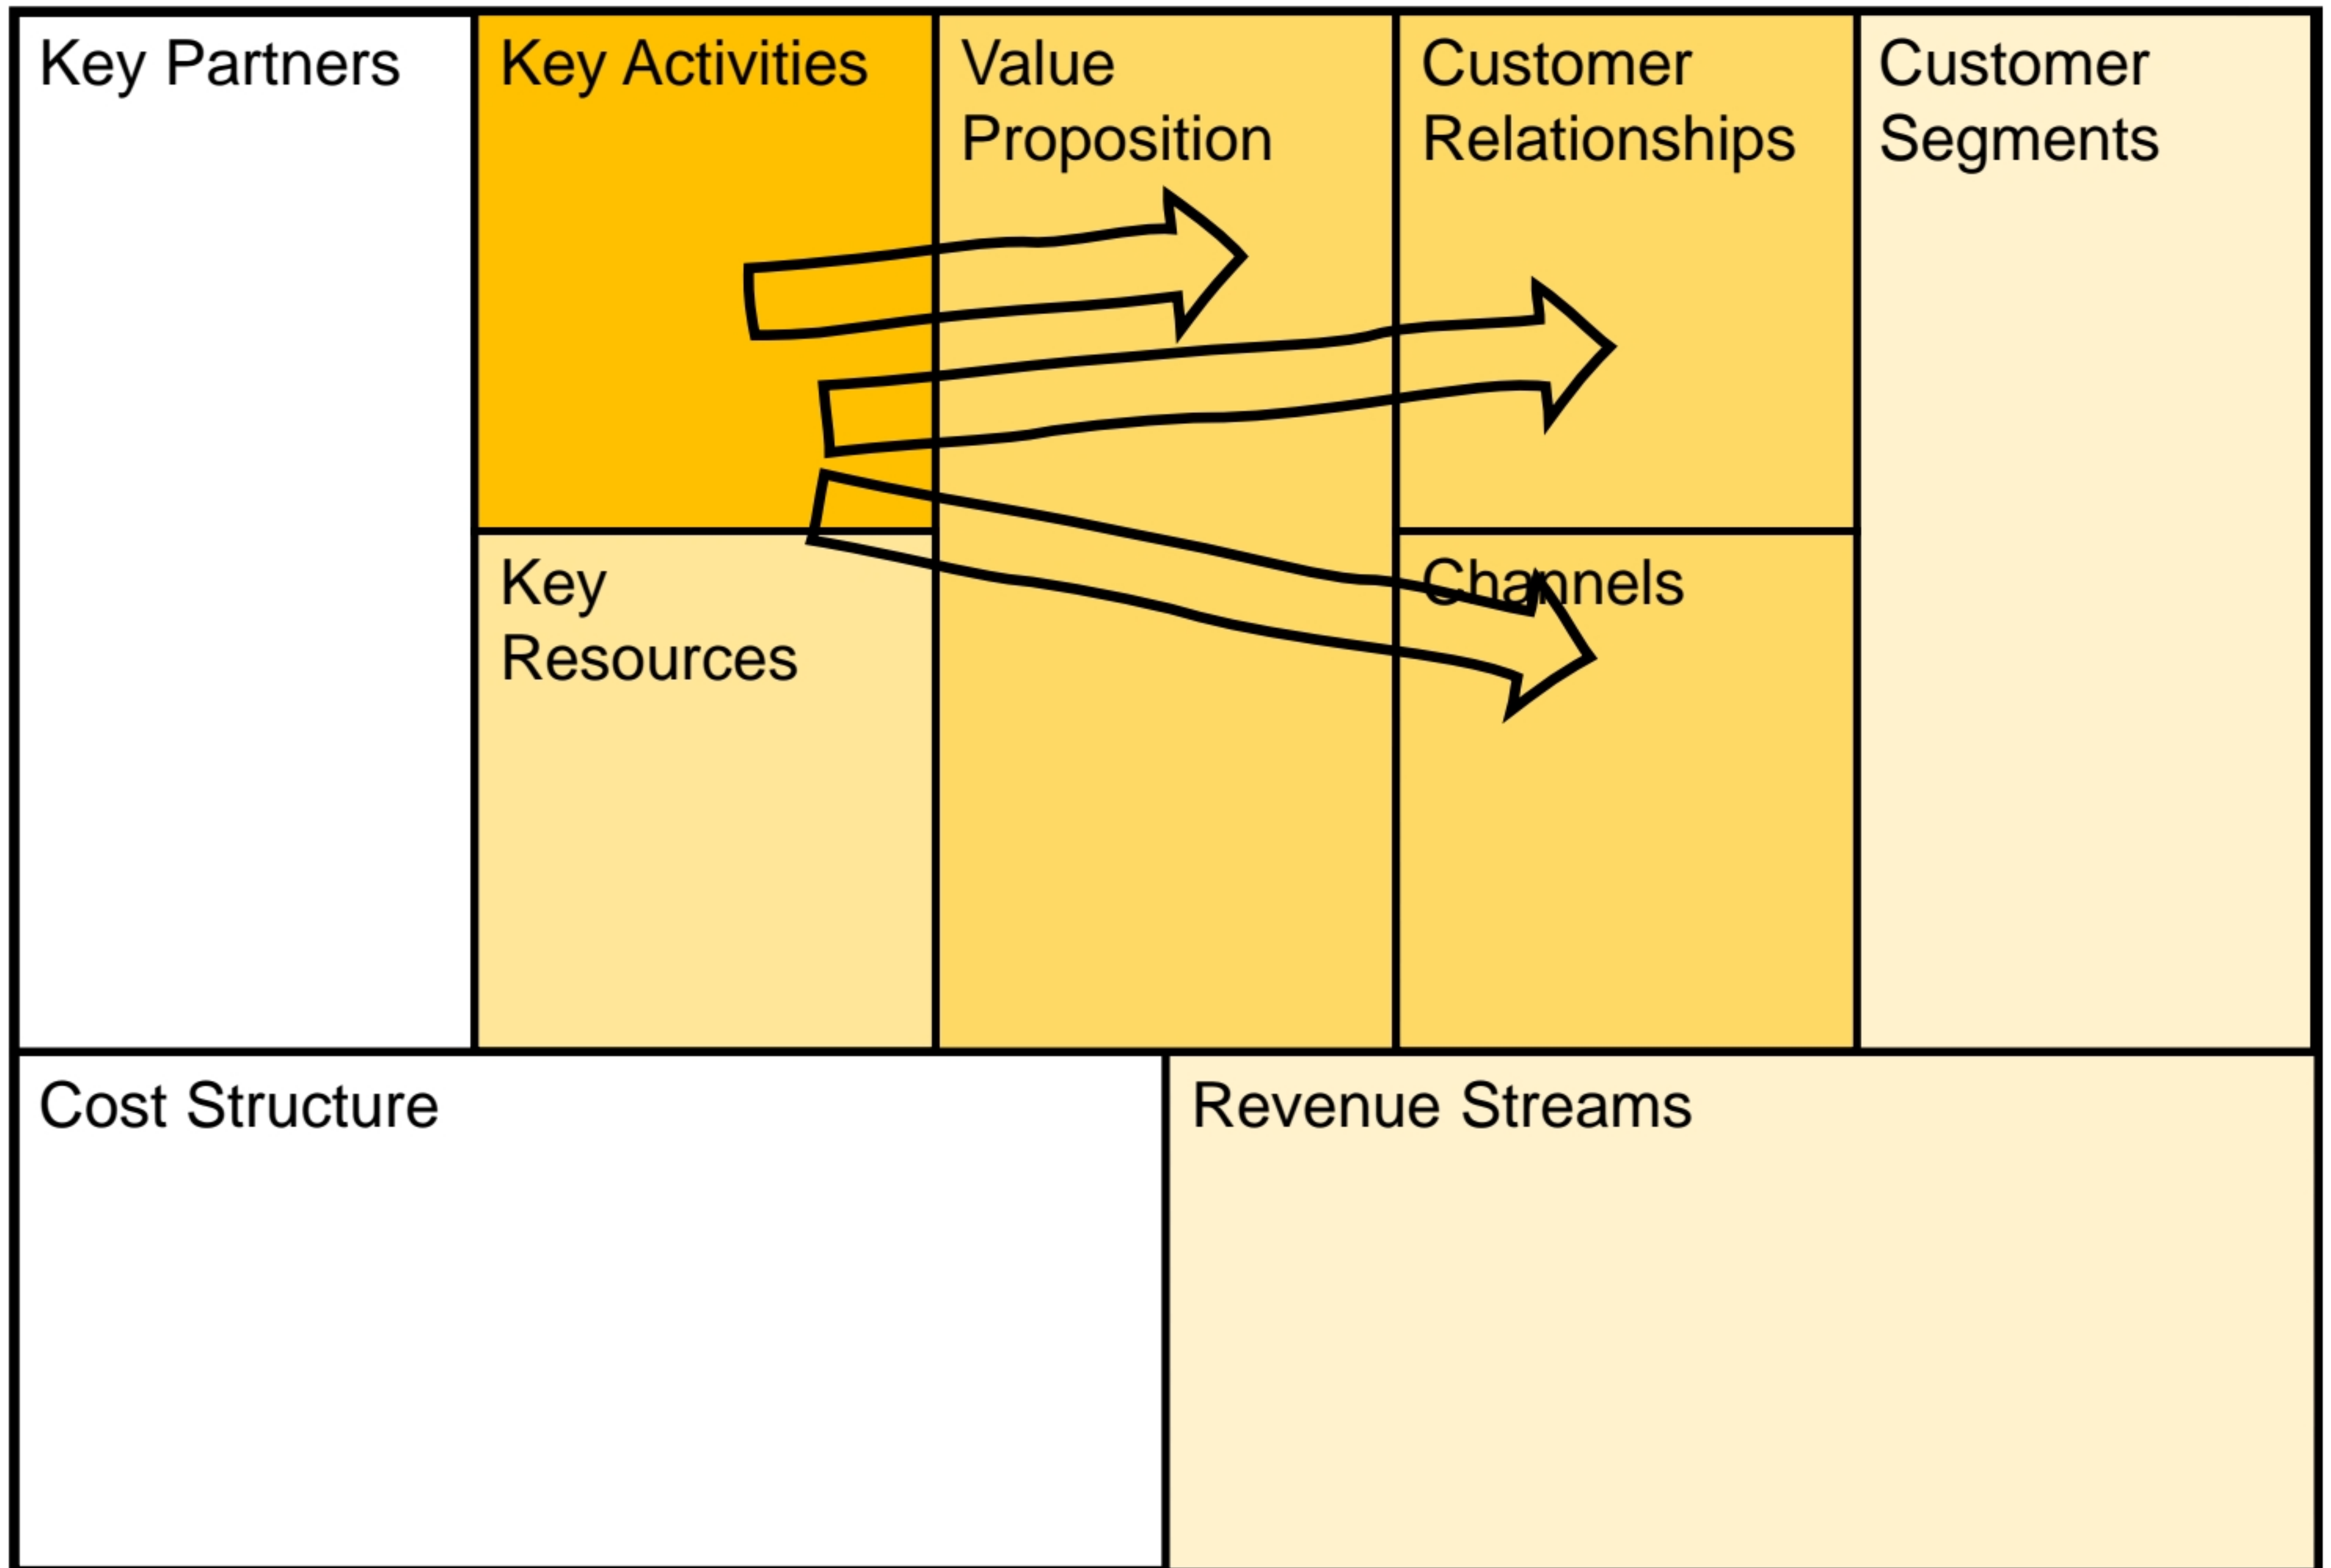 Key Partners
Key Activities
Value
Proposition
Customer
Relationships
Customer
Segments
Key
Resources
Channels
Cost Structure
Revenue Streams